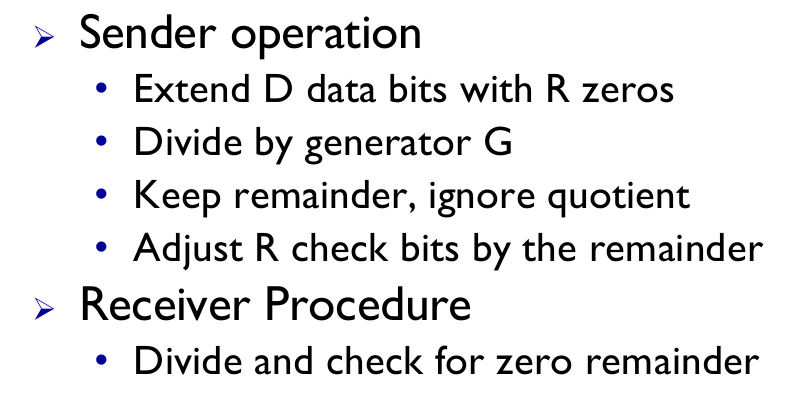 ➢ Sender operation
• Extend D data bits with R zeros
• Divide by generator G
• Keep remainder, ignore quotient
• Adjust R check bits by the remainder
➢ Receiver Procedure
• Divide and check for zero remainder